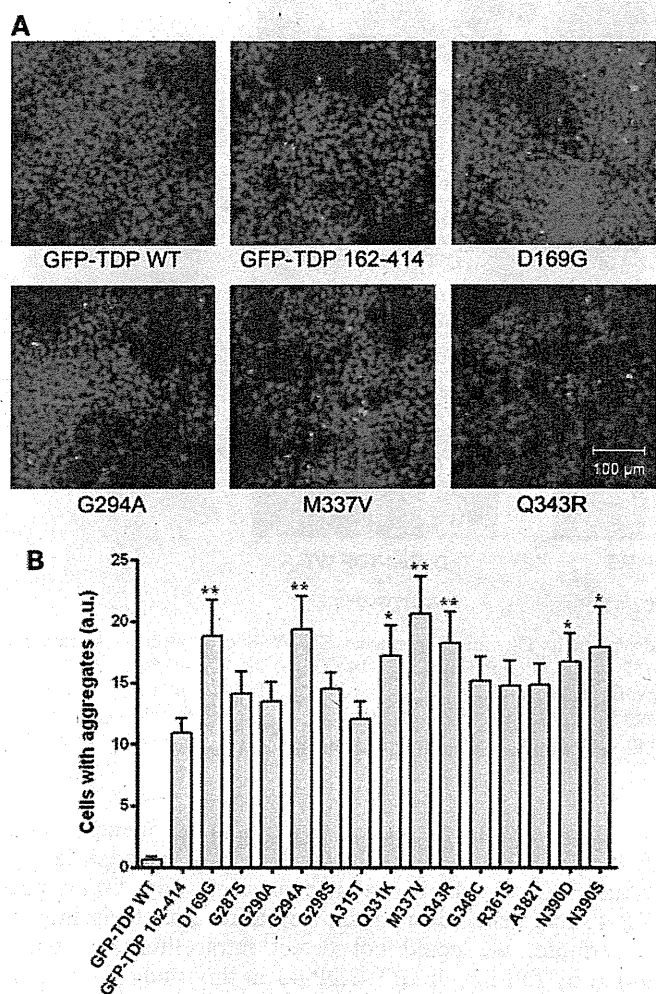 A
GFP-TDP WT
GFP-TDP 162-414
D169G
G294A
M337V
Q343R
100 µm
B
Cells with aggregates (a.u.)
25
20
15
10
5
0
** ** * ** ** * *
GFP-TDP WT
GFP-TDP 162-414
D169G
G287S
G290A
G294A
G298S
A315T
Q331K
M337V
Q343R
G348C
R361S
A382T
N390D
N390S